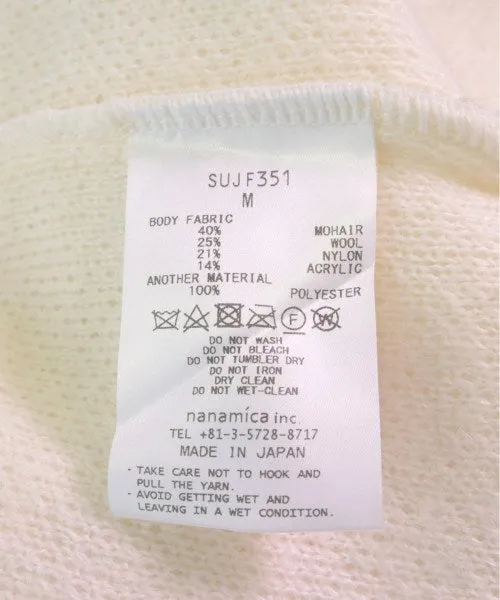 SUJF351
M
BODY FABRIC
40% MOHAIR
25% WOOL
21% NYLON
14% ACRYLIC
ANOTHER MATERIAL
100% POLYESTER
F W
DO NOT WASH
DO NOT BLEACH
DO NOT TUMBLER DRY
DO NOT IRON
DRY CLEAN
DO NOT WET-CLEAN
nanamica inc.
TEL +81-3-5728-8717
MADE IN JAPAN
・TAKE CARE NOT TO HOOK AND
PULL THE YARN.
・AVOID GETTING WET AND
LEAVING IN A WET CONDITION.